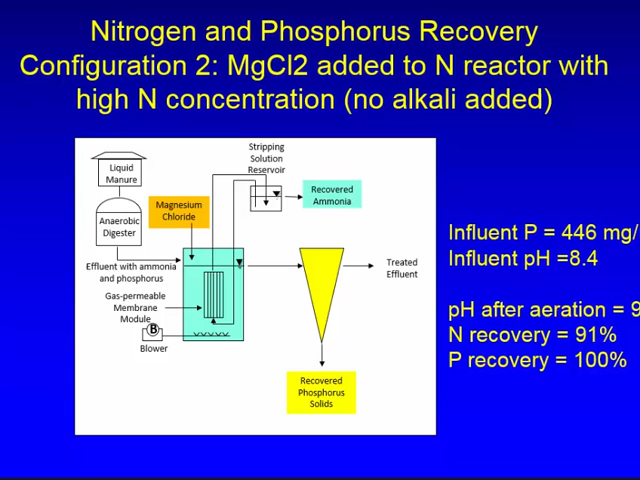 Nitrogen and Phosphorus Recovery
Configuration 2: MgCl2 added to N reactor with
high N concentration (no alkali added)
Stripping
Solution
Reservoir
Liquid
Manure
Recovered
Ammonia
Magnesium
Chloride
Anaerobic
Digester
Effluent with ammonia
and phosphorus
Treated
Effluent
Gas-permeable
Membrane
Module
B
Blower
Recovered
Phosphorus
Solids
Influent P = 446 mg/
Influent pH =8.4
pH after aeration = 9
N recovery = 91%
P recovery = 100%